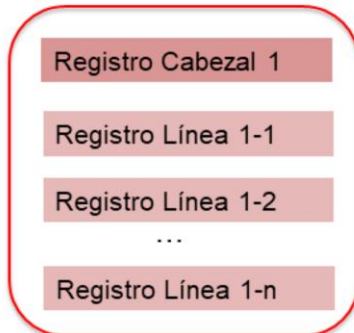 Registro Cabezal 1
Registro Línea 1-1
Registro Línea 1-2
...
Registro Línea 1-n